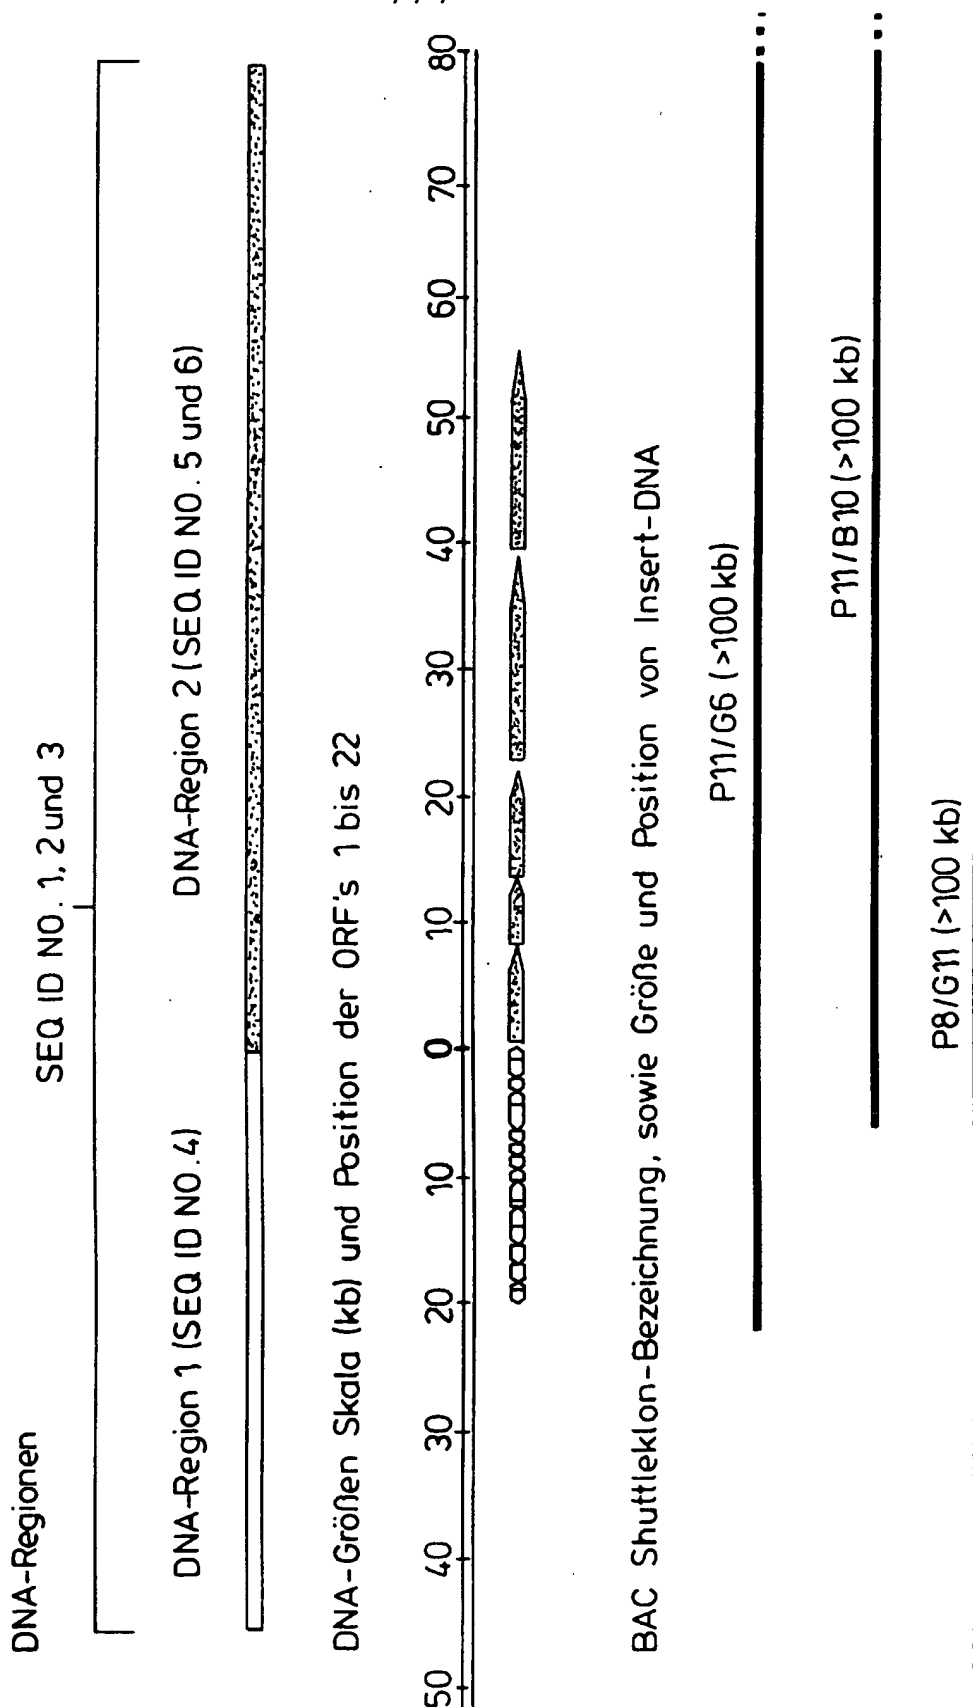 DNA-Regionen
SEQ ID NO. 1, 2 und 3
DNA-Region 1 (SEQ ID NO. 4)
DNA-Region 2 (SEQ ID NO. 5 und 6)
DNA-Größen Skala (kb) und Position der ORF's 1 bis 22
50 40 30 20 10 0 10 20 30 40 50 60 70 80
BAC Shuttleklon-Bezeichnung, sowie Größe und Position von Insert-DNA
P11/G6 (>100 kb)
P11/B10 (>100 kb)
P8/G11 (>100 kb)